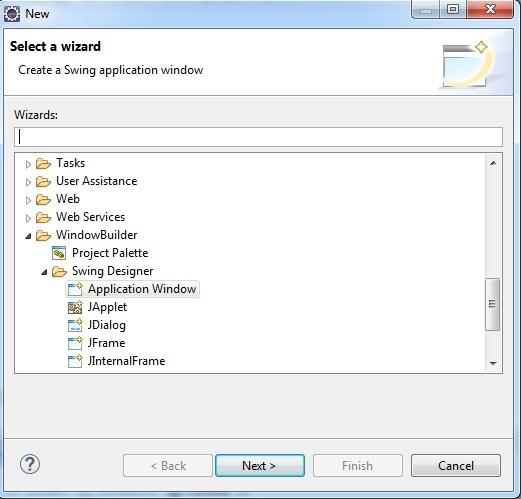 New
Select a wizard
Create a Swing application window
Wizards:
Tasks
User Assistance
Web
Web Services
WindowBuilder
Project Palette
Swing Designer
Application Window
JApplet
JDialog
JFrame
JInternalFrame
< Back Next > Finish Cancel